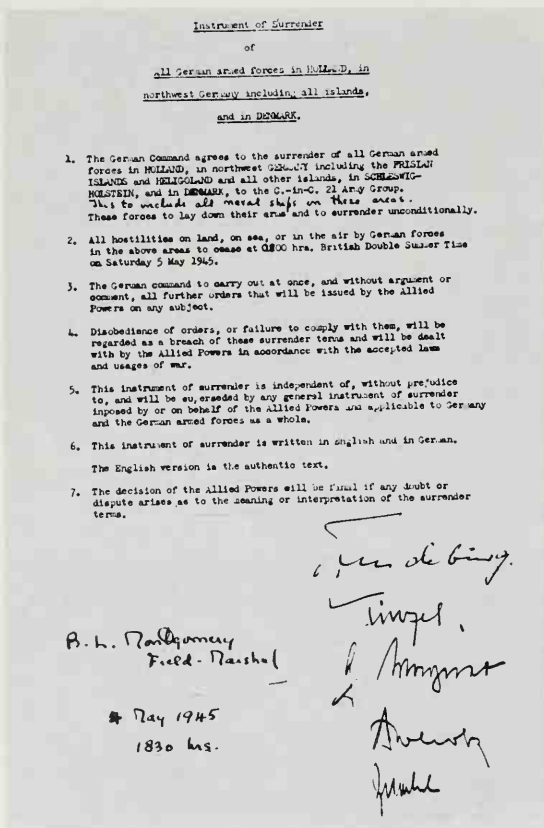 Instrument of Surrender
of
all German armed forces in HOLLAND, in
northwest Germany including all islands,
and in DENMARK.
1. The German Command agrees to the surrender of all German armed
forces in HOLLAND, in northwest GERMANY including the FRISIAN
ISLANDS and HELIGOLAND and all other islands, in SCHLESWIG-
HOLSTEIN, and in DENMARK, to the C.-in-C. 21 Army Group.
This to include all naval ships in these areas.
These forces to lay down their arms and to surrender unconditionally.
2. All hostilities on land, on sea, or in the air by German forces
in the above areas to cease at 0800 hrs. British Double Summer Time
on Saturday 5 May 1945.
3. The German command to carry out at once, and without argument or
comment, all further orders that will be issued by the Allied
Powers on any subject.
4. Disobedience of orders, or failure to comply with them, will be
regarded as a breach of these surrender terms and will be dealt
with by the Allied Powers in accordance with the accepted laws
and usages of war.
5. This instrument of surrender is independent of, without prejudice
to, and will be superseded by any general instrument of surrender
imposed by or on behalf of the Allied Powers and applicable to Germany
and the German armed forces as a whole.
6. This instrument of surrender is written in English and in German.
The English version is the authentic text.
7. The decision of the Allied Powers will be final if any doubt or
dispute arises as to the meaning or interpretation of the surrender
terms.
B. L. Montgomery
Field-Marshal
4 May 1945
1830 hrs.